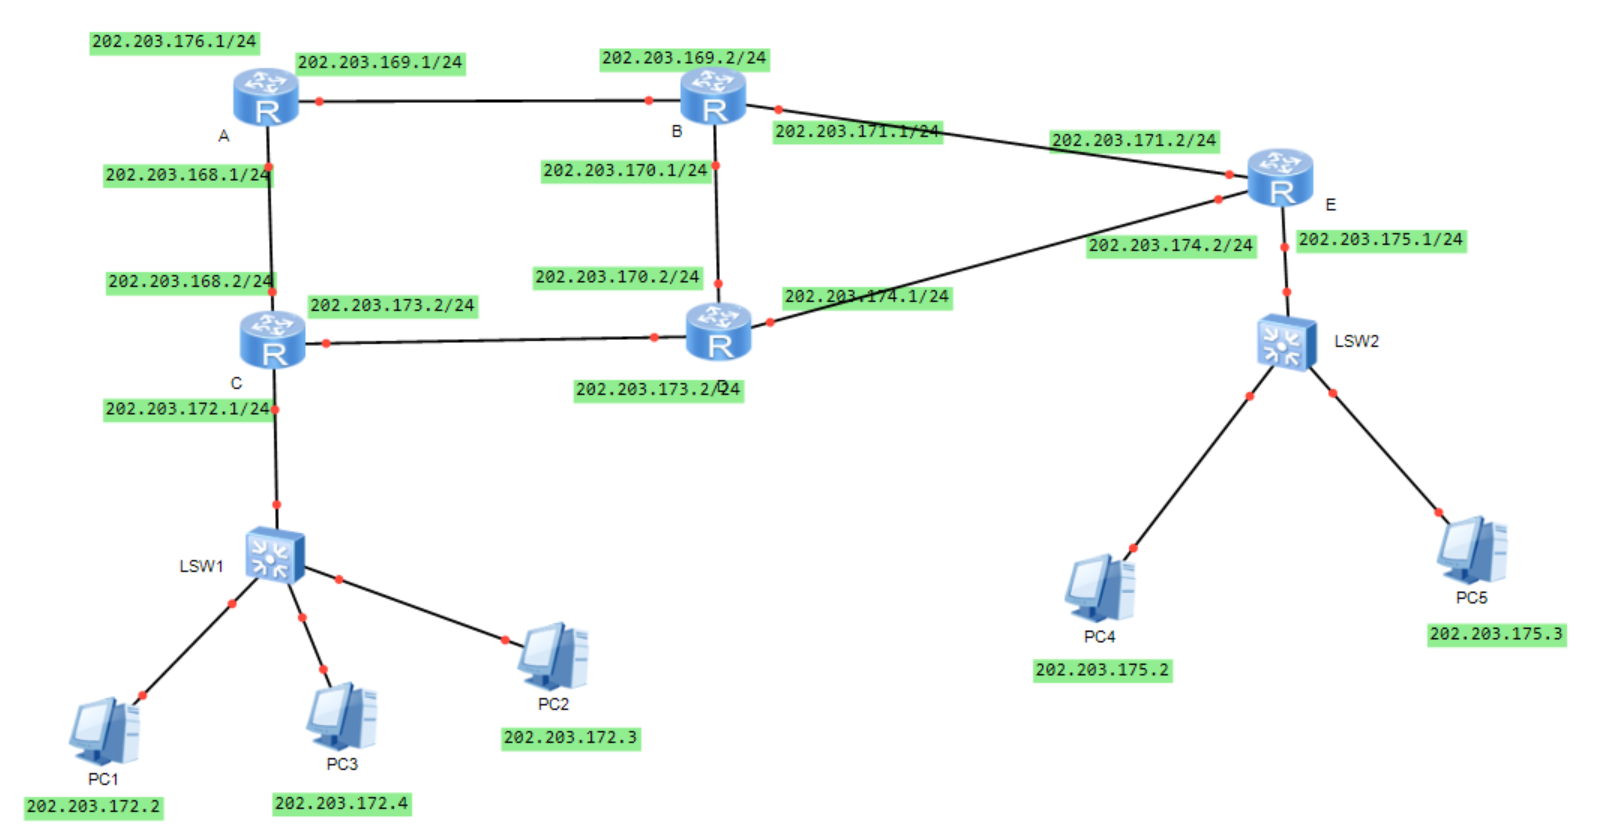 202.203.176.1/24
202.203.169.1/24
202.203.169.2/24
R
R
A
B
202.203.171.1/24
202.203.171.2/24
202.203.168.1/24
202.203.170.1/24
R
E
202.203.174.2/24
202.203.175.1/24
202.203.168.2/24
202.203.170.2/24
202.203.173.2/24
202.203.174.1/24
R
R
LSW2
C
D
202.203.173.2/24
202.203.172.1/24
LSW1
PC4
PC5
202.203.175.2
202.203.175.3
PC2
202.203.172.3
PC3
PC1
202.203.172.2
202.203.172.4